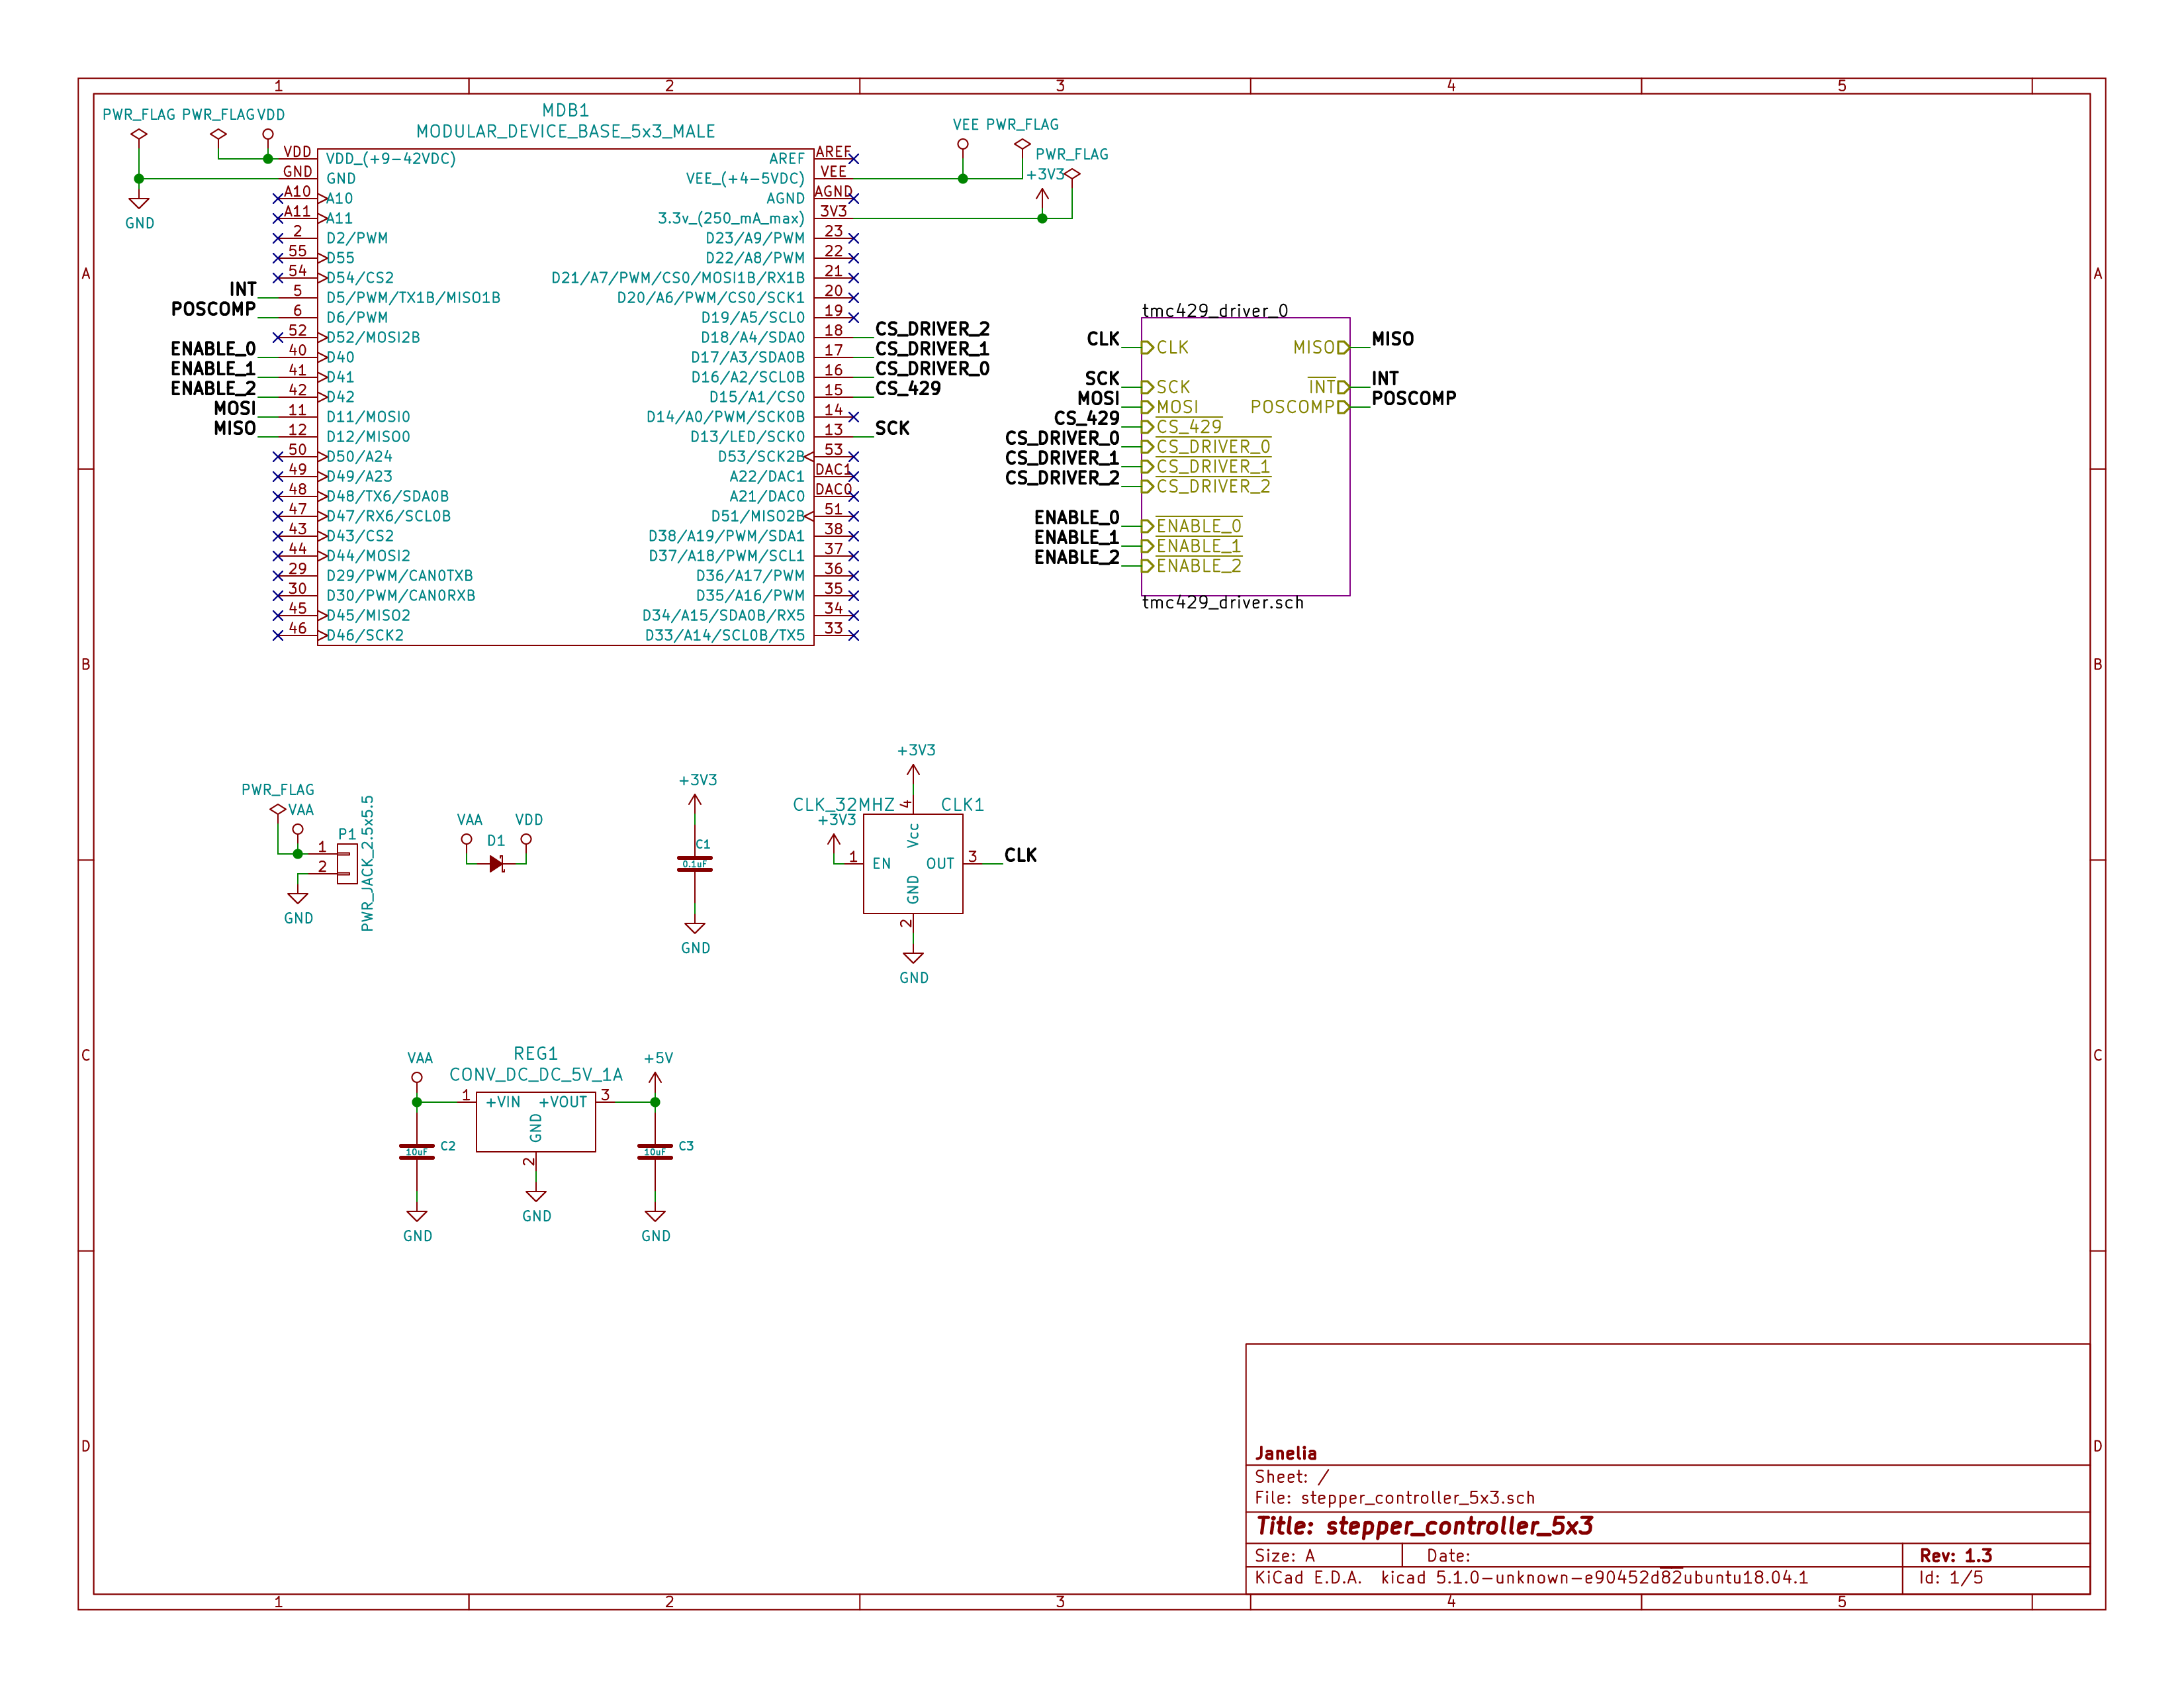 1 2 3 4 5
PWR_FLAG PWR_FLAG VDD
MDB1
MODULAR_DEVICE_BASE_5x3_MALE
VEE PWR_FLAG
PWR_FLAG
+3V3
GND
VDD VDD_(+9-42VDC) AREF AREF
GND GND VEE_(+4-5VDC) VEE
A10 A10 AGND AGND
A11 A11 3.3v_(250_mA_max) 3V3
2 D2/PWM D23/A9/PWM 23
55 D55 D22/A8/PWM 22
54 D54/CS2 D21/A7/PWM/CS0/MOSI1B/RX1B 21
INT 5 D5/PWM/TX1B/MISO1B D20/A6/PWM/CS0/SCK1 20
POSCOMP 6 D6/PWM D19/A5/SCL0 19
52 D52/MOSI2B D18/A4/SDA0 18 CS_DRIVER_2
ENABLE_0 40 D40 D17/A3/SDA0B 17 CS_DRIVER_1
ENABLE_1 41 D41 D16/A2/SCL0B 16 CS_DRIVER_0
ENABLE_2 42 D42 D15/A1/CS0 15 CS_429
MOSI 11 D11/MOSI0 D14/A0/PWM/SCK0B 14
MISO 12 D12/MISO0 D13/LED/SCK0 13 SCK
50 D50/A24 D53/SCK2B 53
49 D49/A23 A22/DAC1 DAC1
48 D48/TX6/SDA0B A21/DAC0 DAC0
47 D47/RX6/SCL0B D51/MISO2B 51
43 D43/CS2 D38/A19/PWM/SDA1 38
44 D44/MOSI2 D37/A18/PWM/SCL1 37
29 D29/PWM/CAN0TXB D36/A17/PWM 36
30 D30/PWM/CAN0RXB D35/A16/PWM 35
45 D45/MISO2 D34/A15/SDA0B/RX5 34
46 D46/SCK2 D33/A14/SCL0B/TX5 33
tmc429_driver_0
CLK CLK MISO MISO
SCK SCK INT INT
MOSI MOSI POSCOMP POSCOMP
CS_429 CS_429
CS_DRIVER_0 CS_DRIVER_0
CS_DRIVER_1 CS_DRIVER_1
CS_DRIVER_2 CS_DRIVER_2
ENABLE_0 ENABLE_0
ENABLE_1 ENABLE_1
ENABLE_2 ENABLE_2
tmc429_driver.sch
A A
B B
PWR_FLAG
VAA
P1
1
2
PWR_JACK_2.5x5.5
GND
VAA D1 VDD
+3V3
C1
0.1uF
GND
+3V3
CLK_32MHZ CLK1
+3V3
4
Vcc
1 EN OUT 3 CLK
GND
2
GND
C C
REG1
CONV_DC_DC_5V_1A
VAA +5V
1 +VIN +VOUT 3
GND
2
C2
10uF
C3
10uF
GND GND GND
D D
Janelia
Sheet: /
File: stepper_controller_5x3.sch
Title: stepper_controller_5x3
Size: A Date: Rev: 1.3
KiCad E.D.A. kicad 5.1.0-unknown-e90452d82ubuntu18.04.1 Id: 1/5
1 2 3 4 5